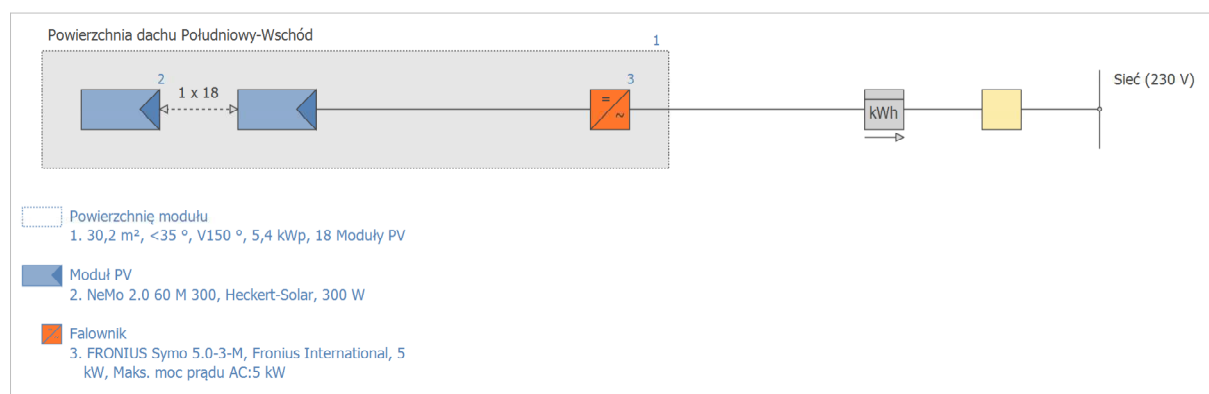 Powierzchnia dachu Południowy-Wschód
1
2
1 x 18
3
=
~
kWh
Sieć (230 V)
Powierzchnię modułu
1. 30,2 m², <35 °, V150 °, 5,4 kWp, 18 Moduły PV
Moduł PV
2. NeMo 2.0 60 M 300, Heckert-Solar, 300 W
Falownik
3. FRONIUS Symo 5.0-3-M, Fronius International, 5
kW, Maks. moc prądu AC:5 kW